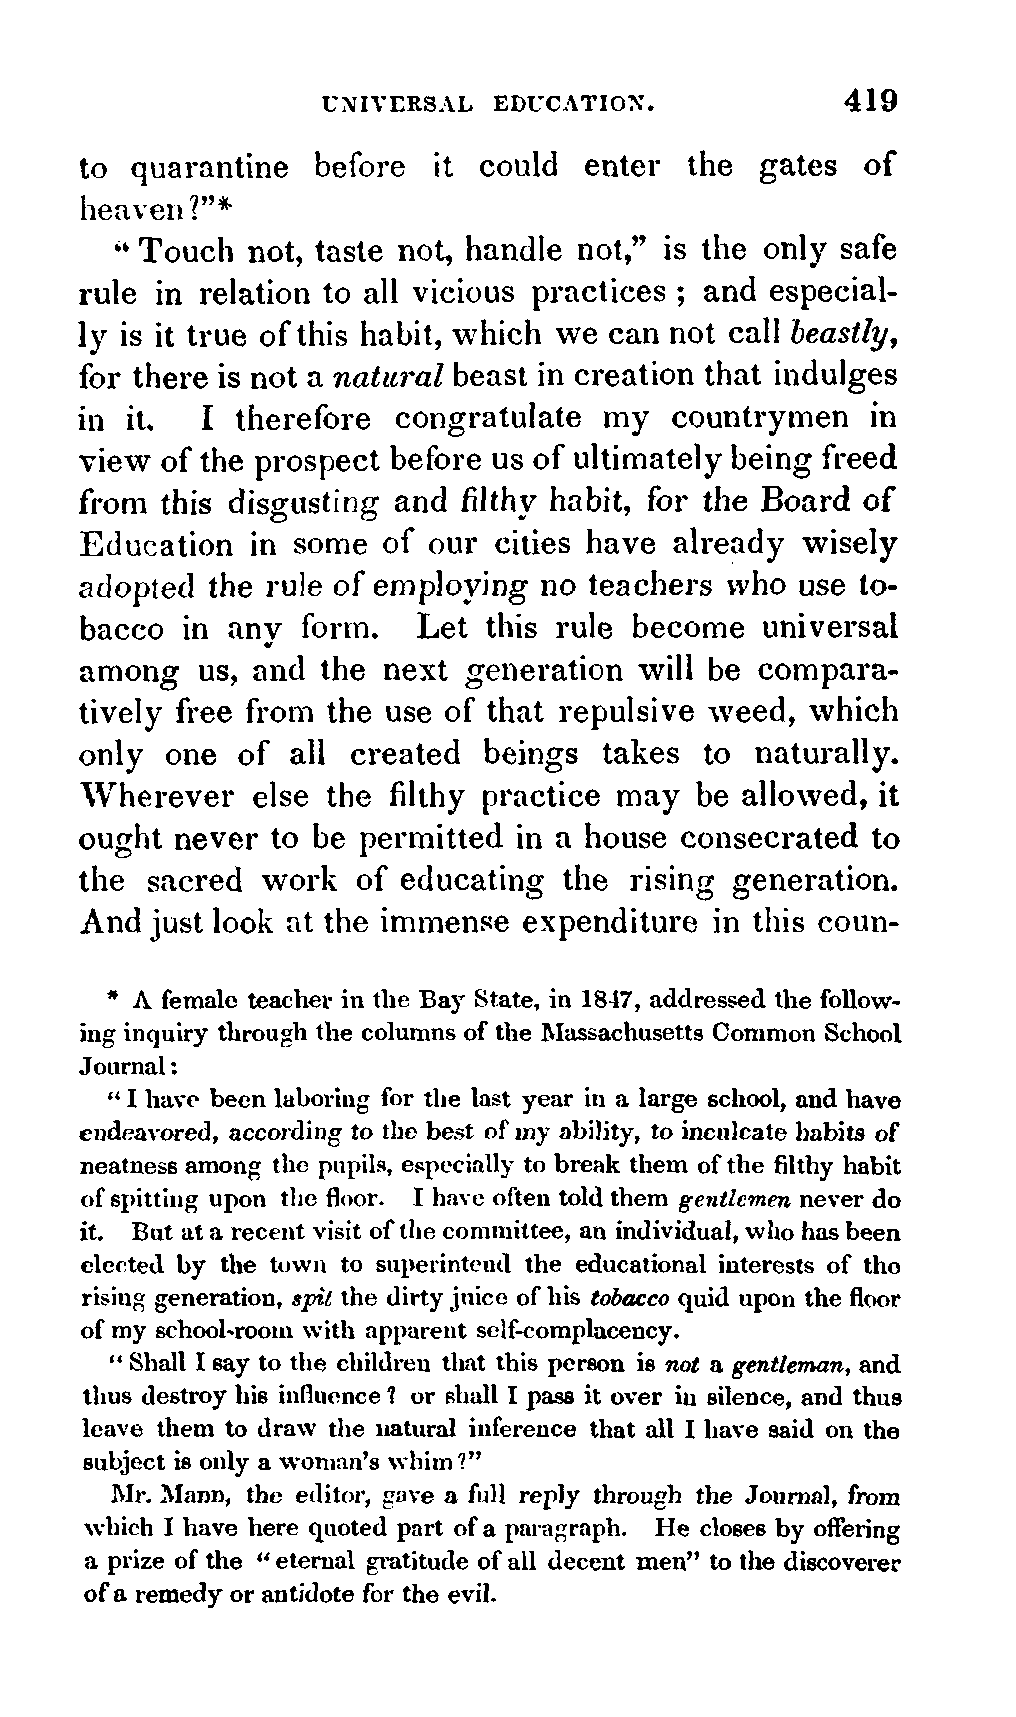 UNIVERSAL EDUCATION. 419
to quarantine before it could enter the gates of
heaven?"*
"Touch not, taste not, handle not," is the only safe
rule in relation to all vicious practices; and especial-
ly is it true of this habit, which we can not call beastly,
for there is not a natural beast in creation that indulges
in it. I therefore congratulate my countrymen in
view of the prospect before us of ultimately being freed
from this disgusting and filthy habit, for the Board of
Education in some of our cities have already wisely
adopted the rule of employing no teachers who use to-
bacco in any form. Let this rule become universal
among us, and the next generation will be compara-
tively free from the use of that repulsive weed, which
only one of all created beings takes to naturally.
Wherever else the filthy practice may be allowed, it
ought never to be permitted in a house consecrated to
the sacred work of educating the rising generation.
And just look at the immense expenditure in this coun-
* A female teacher in the Bay State, in 1847, addressed the follow-
ing inquiry through the columns of the Massachusetts Common School
Journal:
"I have been laboring for the last year in a large school, and have
endeavored, according to the best of my ability, to inculcate habits of
neatness among the pupils, especially to break them of the filthy habit
of spitting upon the floor. I have often told them gentlemen never do
it. But at a recent visit of the committee, an individual, who has been
elected by the town to superintend the educational interests of the
rising generation, spit the dirty juice of his tobacco quid upon the floor
of my school-room with apparent self-complacency.
"Shall I say to the children that this person is not a gentleman, and
thus destroy his influence? or shall I pass it over in silence, and thus
leave them to draw the natural inference that all I have said on the
subject is only a woman's whim?"
Mr. Mann, the editor, gave a full reply through the Journal, from
which I have here quoted part of a paragraph. He closes by offering
a prize of the "eternal gratitude of all decent men" to the discoverer
of a remedy or antidote for the evil.